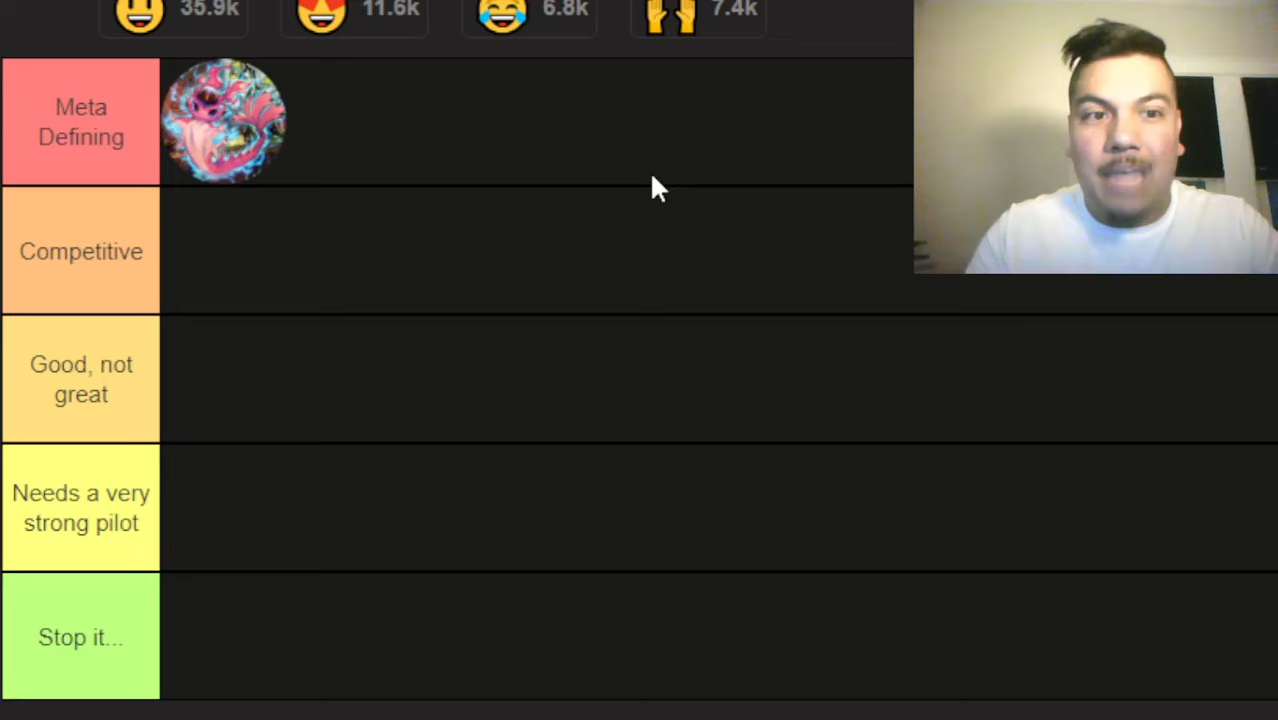 35.9k 11.6k 6.8k 7.4k
Meta
Defining
Competitive
Good, not
great
Needs a very
strong pilot
Stop it...